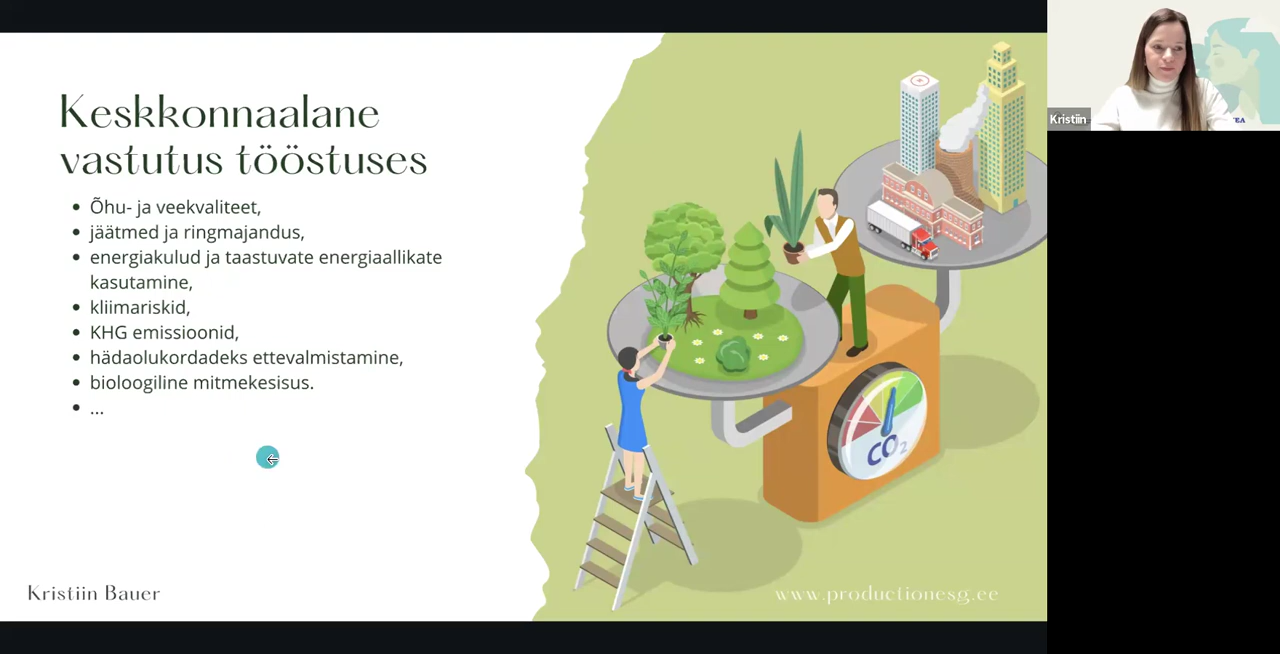 Keskkonnaalane
vastutus tööstuses
• Õhu- ja veekvaliteet,
• jäätmed ja ringmajandus,
• energiakulud ja taastuvate energiaallikate
kasutamine,
• kliimariskid,
• KHG emissioonid,
• hädaolukordadeks ettevalmistamine,
• bioloogiline mitmekesisus.
• ...
CO2
Kristiin Bauer
www.productionesg.ee
Kristiin